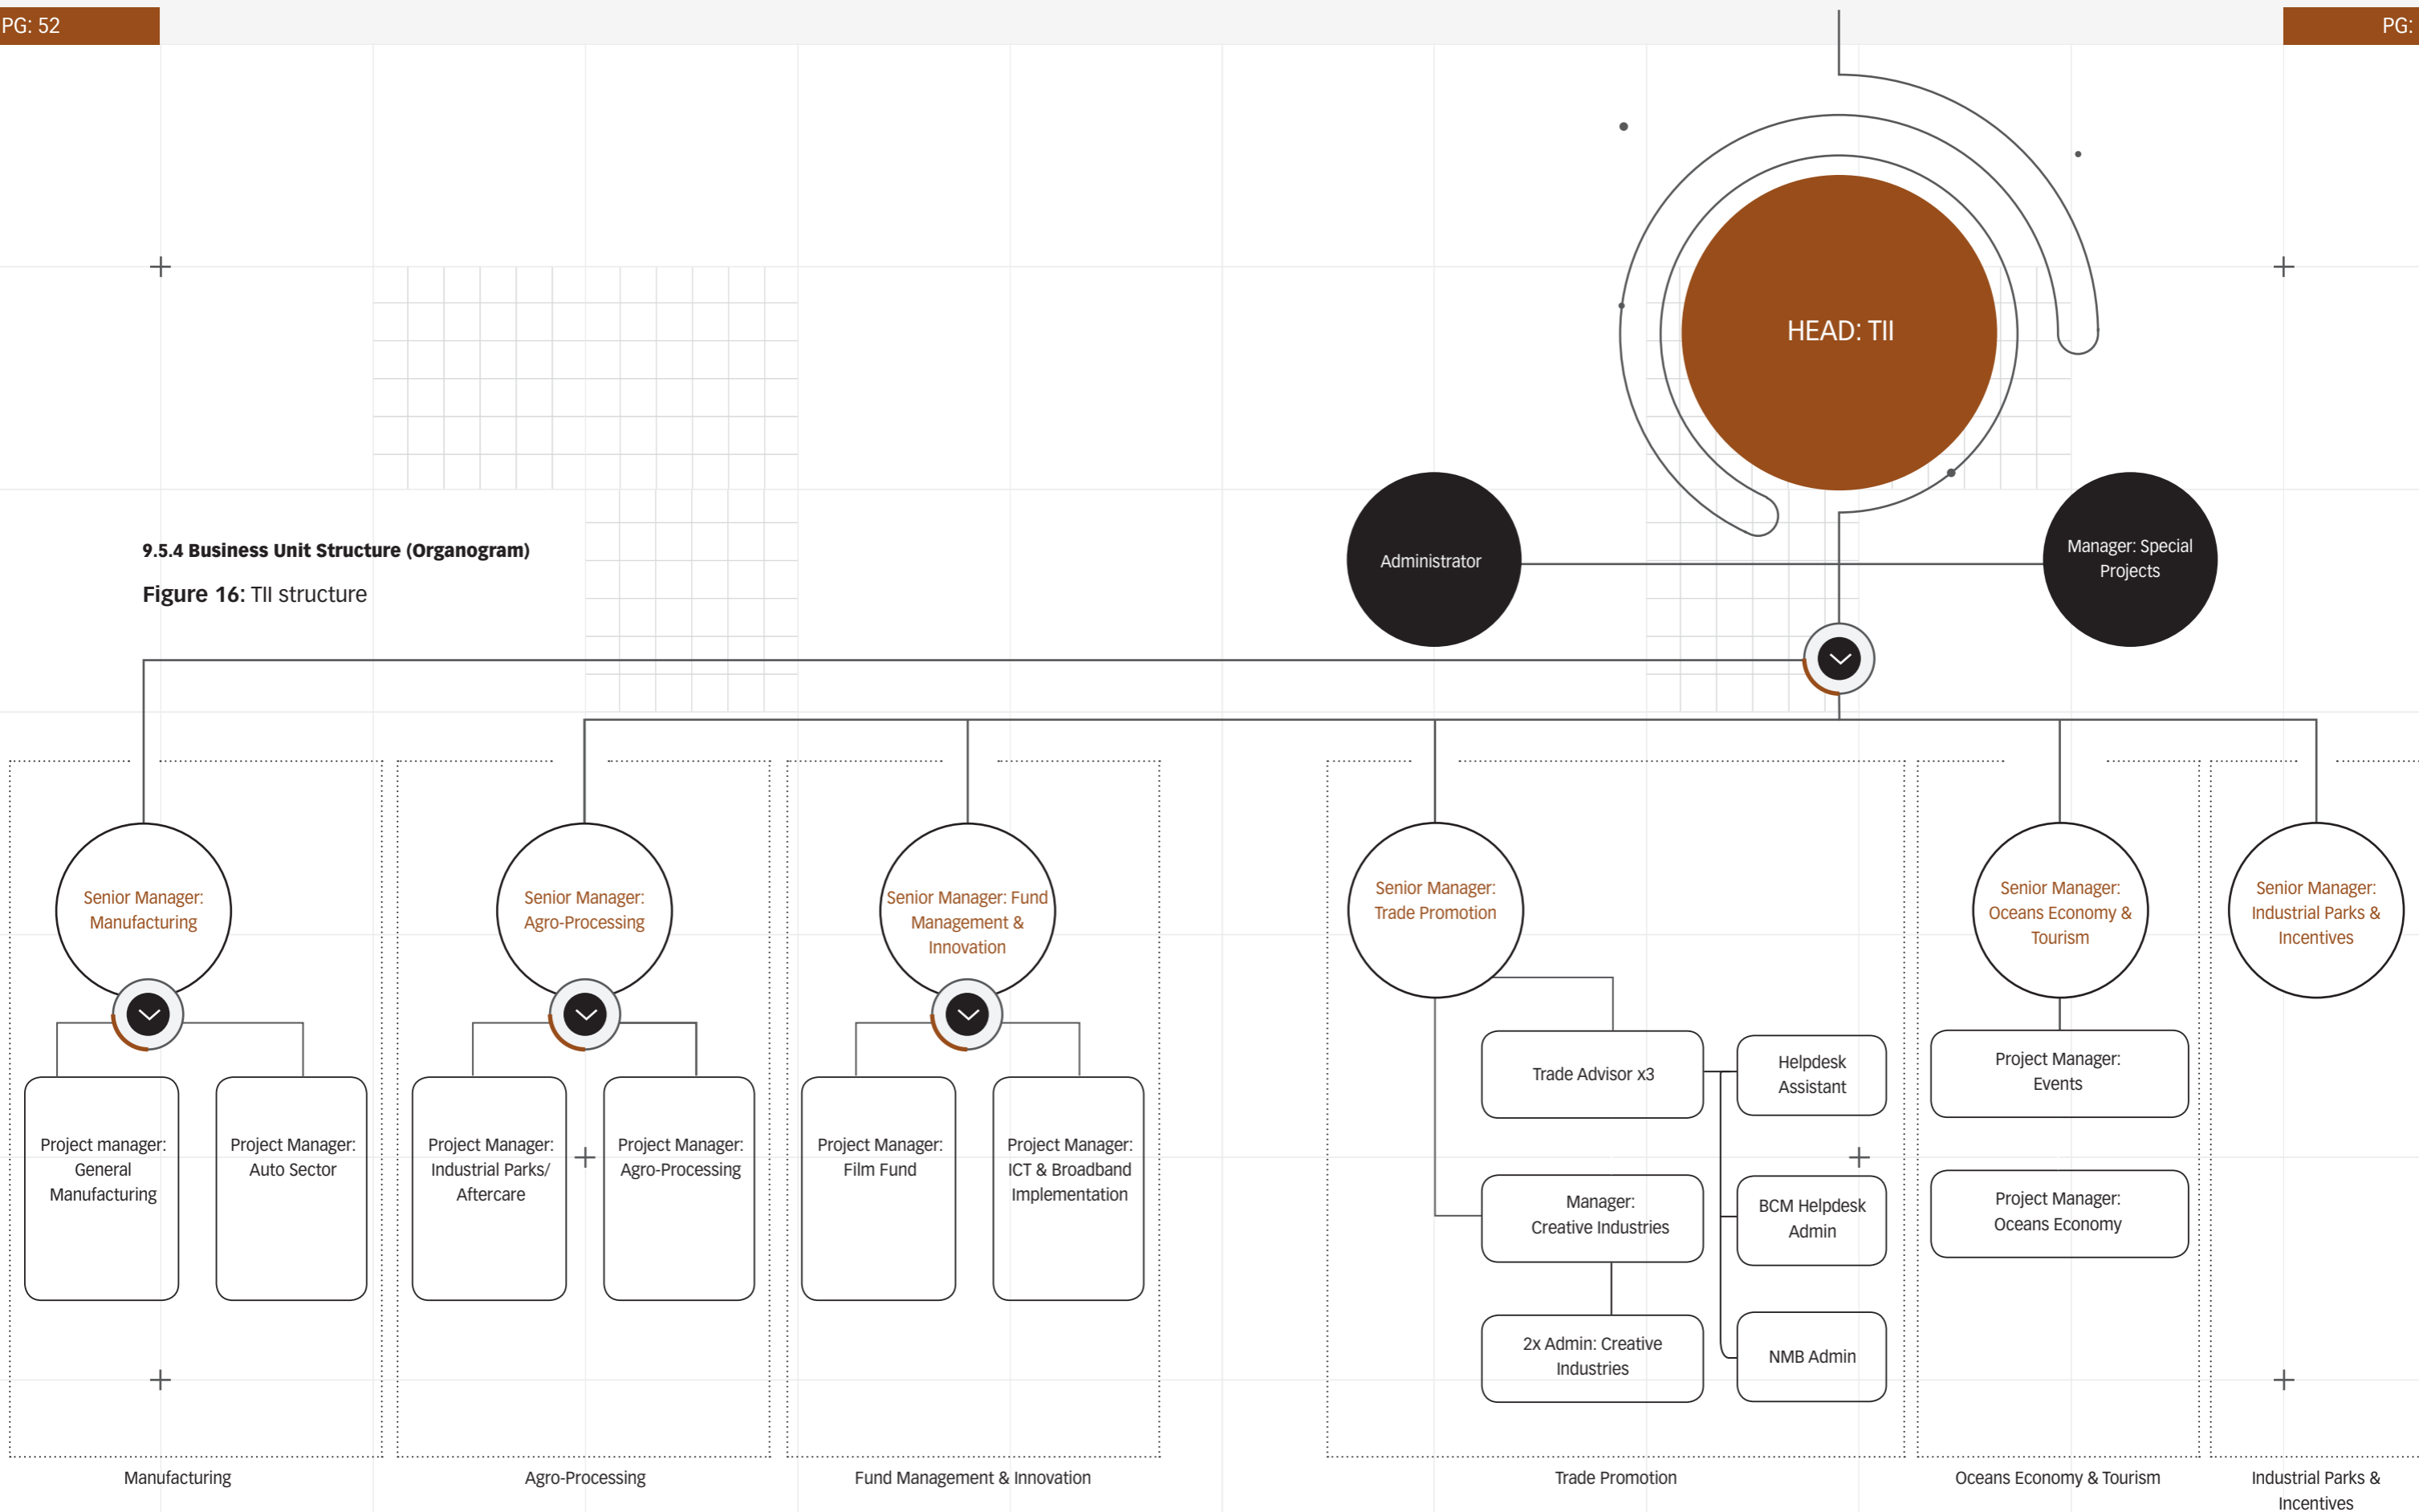 PG: 52
PG:
HEAD: TII
Administrator
Manager: Special
Projects
9.5.4 Business Unit Structure (Organogram)
Figure 16: TII structure
Senior Manager:
Manufacturing
Senior Manager:
Agro-Processing
Senior Manager: Fund
Management &
Innovation
Senior Manager:
Trade Promotion
Senior Manager:
Oceans Economy &
Tourism
Senior Manager:
Industrial Parks &
Incentives
Project manager:
General
Manufacturing
Project Manager:
Auto Sector
Project Manager:
Industrial Parks/
Aftercare
Project Manager:
Agro-Processing
Project Manager:
Film Fund
Project Manager:
ICT & Broadband
Implementation
Trade Advisor x3
Helpdesk
Assistant
Manager:
Creative Industries
BCM Helpdesk
Admin
2x Admin: Creative
Industries
NMB Admin
Project Manager:
Events
Project Manager:
Oceans Economy
Manufacturing
Agro-Processing
Fund Management & Innovation
Trade Promotion
Oceans Economy & Tourism
Industrial Parks &
Incentives